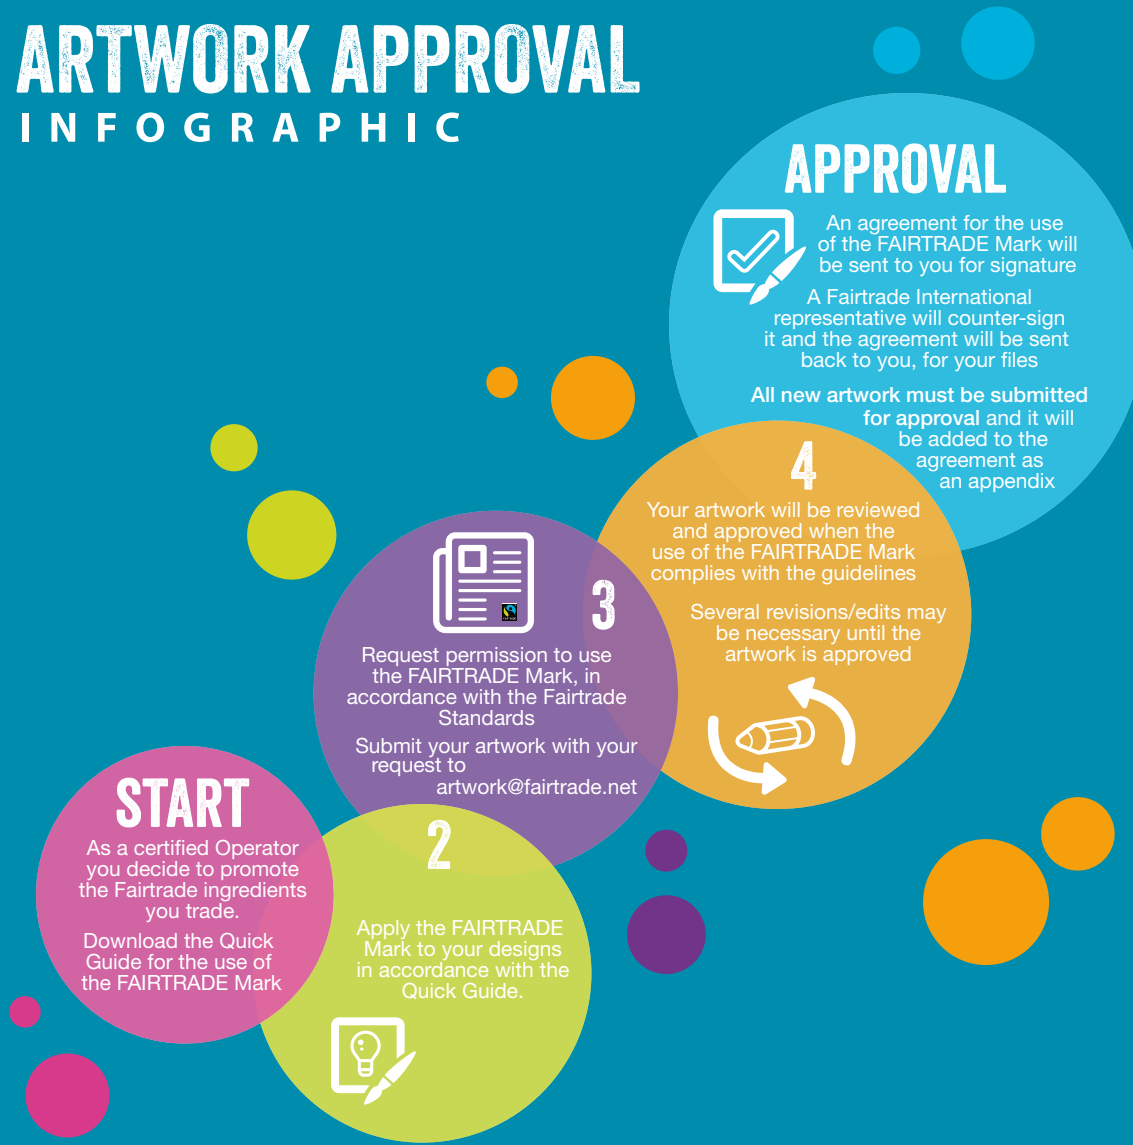 ARTWORK APPROVAL
INFOGRAPHIC
START
As a certified Operator
you decide to promote
the Fairtrade ingredients
you trade.
Download the Quick
Guide for the use of
the FAIRTRADE Mark
2
Apply the FAIRTRADE
Mark to your designs
in accordance with the
Quick Guide.
3
Request permission to use
the FAIRTRADE Mark, in
accordance with the Fairtrade
Standards
Submit your artwork with your
request to
artwork@fairtrade.net
4
Your artwork will be reviewed
and approved when the
use of the FAIRTRADE Mark
complies with the guidelines
Several revisions/edits may
be necessary until the
artwork is approved
APPROVAL
An agreement for the use
of the FAIRTRADE Mark will
be sent to you for signature
A Fairtrade International
representative will counter-sign
it and the agreement will be sent
back to you, for your files
All new artwork must be submitted
for approval and it will
be added to the
agreement as
an appendix